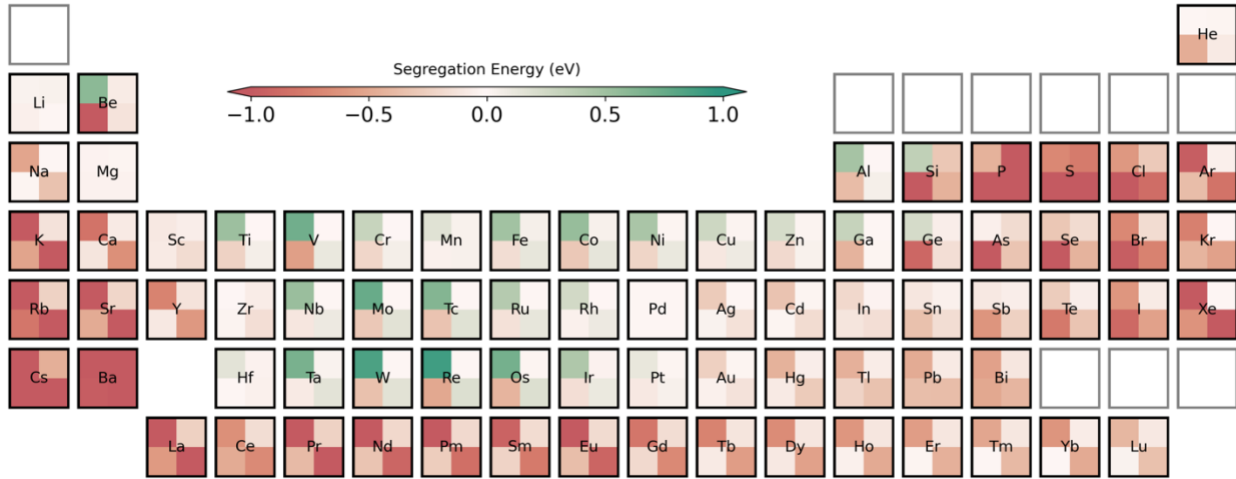 He
Segregation Energy (eV)
−1.0 −0.5 0.0 0.5 1.0
Li Be
Na Mg Al Si P S Cl Ar
K Ca Sc Ti V Cr Mn Fe Co Ni Cu Zn Ga Ge As Se Br Kr
Rb Sr Y Zr Nb Mo Tc Ru Rh Pd Ag Cd In Sn Sb Te I Xe
Cs Ba Hf Ta W Re Os Ir Pt Au Hg Tl Pb Bi
La Ce Pr Nd Pm Sm Eu Gd Tb Dy Ho Er Tm Yb Lu